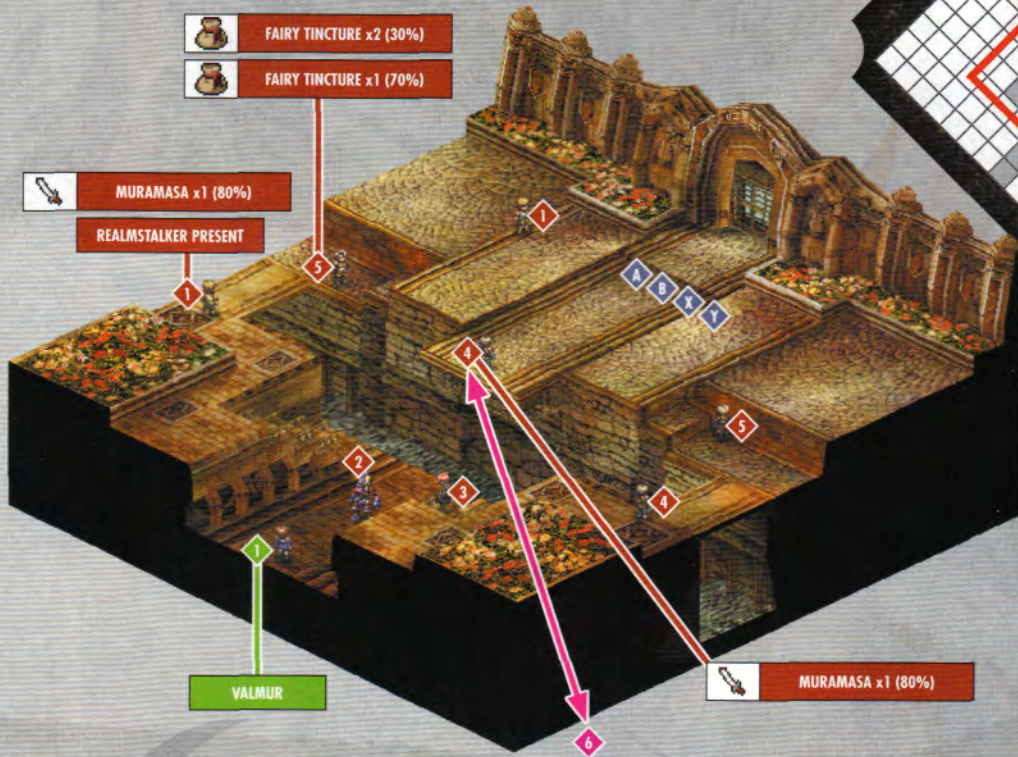 FAIRY TINCTURE x2 (30%)
FAIRY TINCTURE x1 (70%)
MURAMASA x1 (80%)
REALMSTALKER PRESENT
1
5
1
A
B
X
Y
4
5
2
3
4
1
VALMUR
MURAMASA x1 (80%)
6